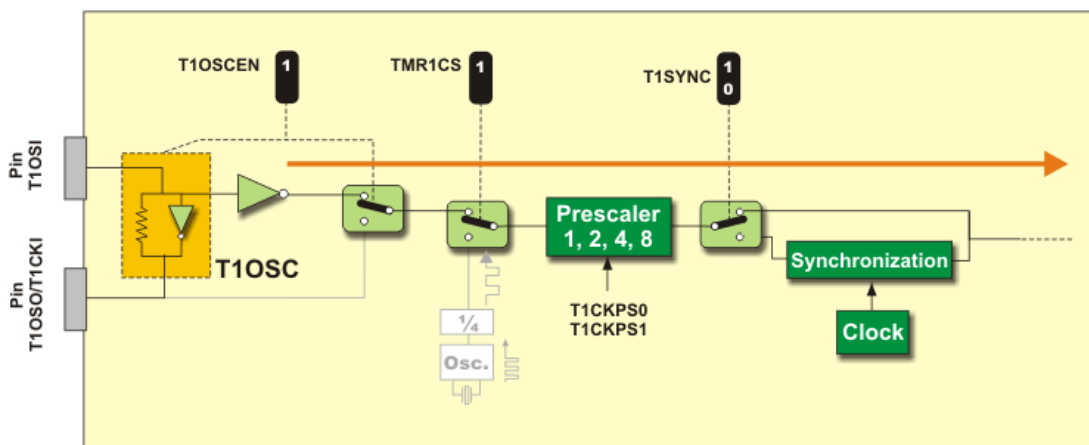 T1OSCEN
1
TMR1CS
1
T1SYNC
1
0
Pin
T1OSI
T1OSC
Pin
T1OSO/T1CKI
Prescaler
1, 2, 4, 8
T1CKPS0
T1CKPS1
Synchronization
Clock
1/4
Osc.